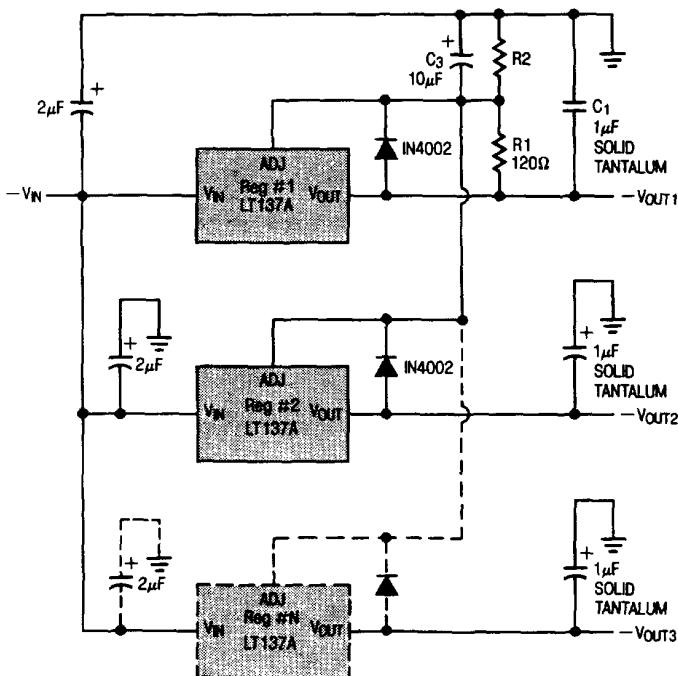 +
C3
10µF
R2
2µF
+
C1
1µF
SOLID
TANTALUM
R1
120Ω
IN4002
ADJ
Reg #1
LT137A
VIN
VOUT
−VIN
−VOUT1
+
2µF
ADJ
Reg #2
LT137A
VIN
VOUT
IN4002
+
1µF
SOLID
TANTALUM
−VOUT2
+
2µF
ADJ
Reg #N
LT137A
VIN
VOUT
+
1µF
SOLID
TANTALUM
−VOUT3